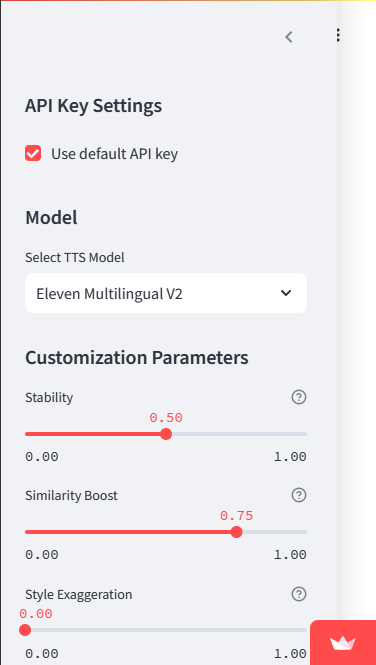 API Key Settings
Use default API key
Model
Select TTS Model
Eleven Multilingual V2
Customization Parameters
Stability
0.50
0.00 1.00
Similarity Boost
0.75
0.00 1.00
Style Exaggeration
0.00
0.00 1.00